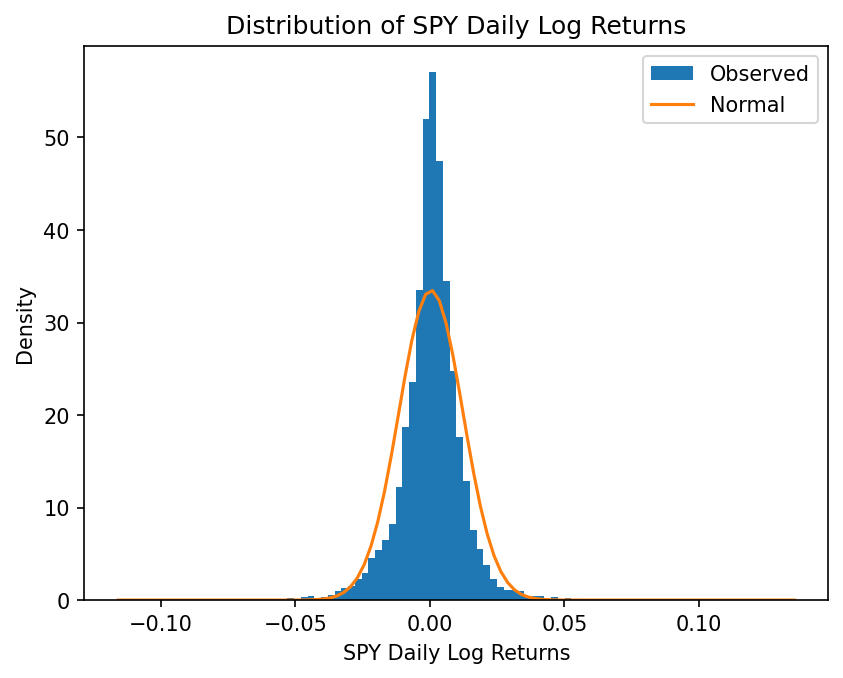 Distribution of SPY Daily Log Returns
Observed
Normal
Density
50
40
30
20
10
0
−0.10
−0.05
0.00
0.05
0.10
SPY Daily Log Returns